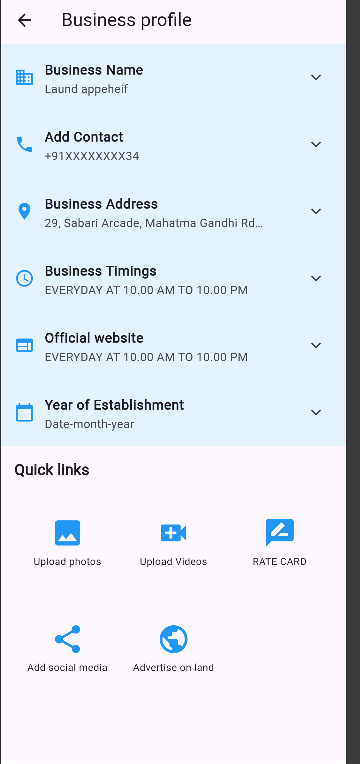 Business profile
Business Name
Laund appeheif
Add Contact
+91XXXXXXXX34
Business Address
29, Sabari Arcade, Mahatma Gandhi Rd...
Business Timings
EVERYDAY AT 10.00 AM TO 10.00 PM
Official website
EVERYDAY AT 10.00 AM TO 10.00 PM
Year of Establishment
Date-month-year
Quick links
Upload photos
Upload Videos
RATE CARD
Add social media
Advertise on land